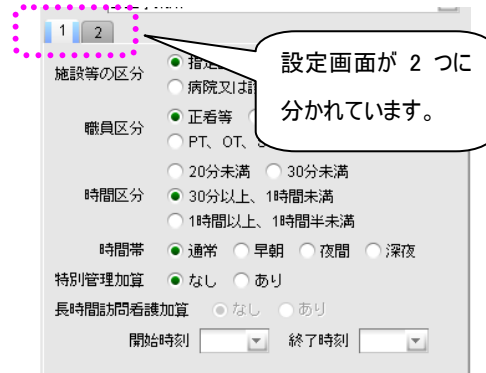 1 2
設定画面が 2 つに
分かれています。
施設等の区分
病院又は
職員区分 正看等
PT、OT、
20分未満 30分未満
時間区分 30分以上、1時間未満
1時間以上、1時間半未満
時間帯 通常 早朝 夜間 深夜
特別管理加算 なし あり
長時間訪問看護加算 なし あり
開始時刻 終了時刻